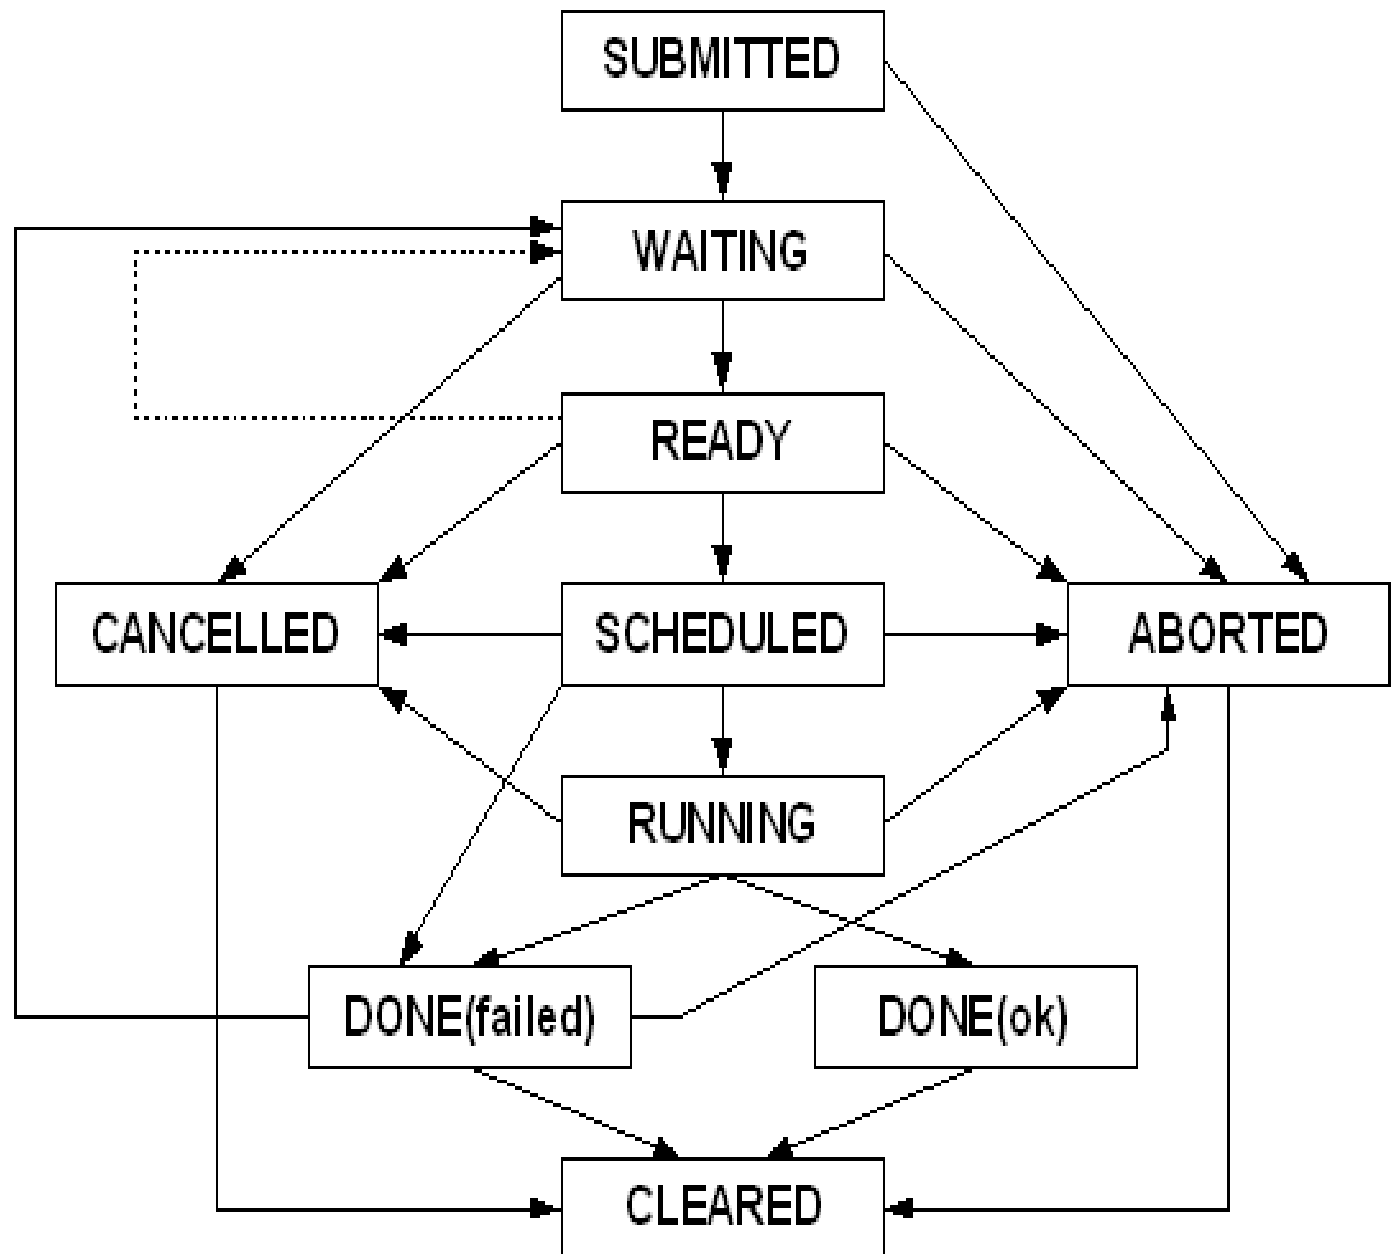 SUBMITTED
WAITING
READY
CANCELLED
SCHEDULED
ABORTED
RUNNING
DONE(failed)
DONE(ok)
CLEARED